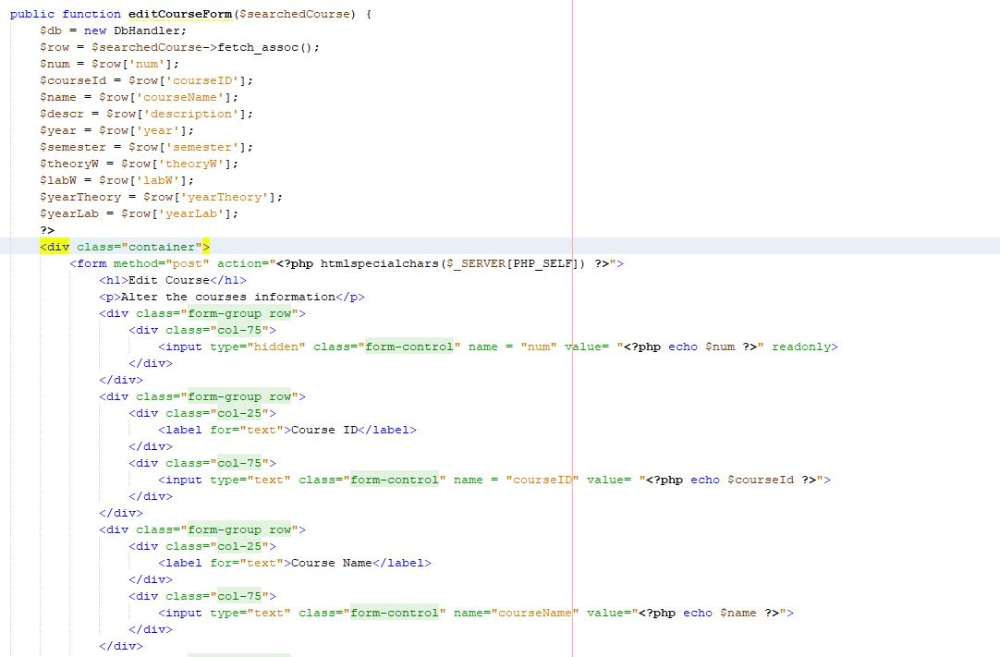 public function editCourseForm($searchedCourse) {
$db = new DbHandler;
$row = $searchedCourse->fetch_assoc();
$num = $row['num'];
$courseId = $row['courseID'];
$name = $row['courseName'];
$descr = $row['description'];
$year = $row['year'];
$semester = $row['semester'];
$theoryW = $row['theoryW'];
$labW = $row['labW'];
$yearTheory = $row['yearTheory'];
$yearLab = $row['yearLab'];
?>
<div class="container">
<form method="post" action="<?php htmlspecialchars($_SERVER[PHP_SELF]) ?>">
<h1>Edit Course</h1>
<p>Alter the courses information</p>
<div class="form-group row">
<div class="col-75">
<input type="hidden" class="form-control" name = "num" value= "<?php echo $num ?>" readonly>
</div>
</div>
<div class="form-group row">
<div class="col-25">
<label for="text">Course ID</label>
</div>
<div class="col-75">
<input type="text" class="form-control" name = "courseID" value= "<?php echo $courseId ?>">
</div>
</div>
<div class="form-group row">
<div class="col-25">
<label for="text">Course Name</label>
</div>
<div class="col-75">
<input type="text" class="form-control" name="courseName" value="<?php echo $name ?>">
</div>
</div>